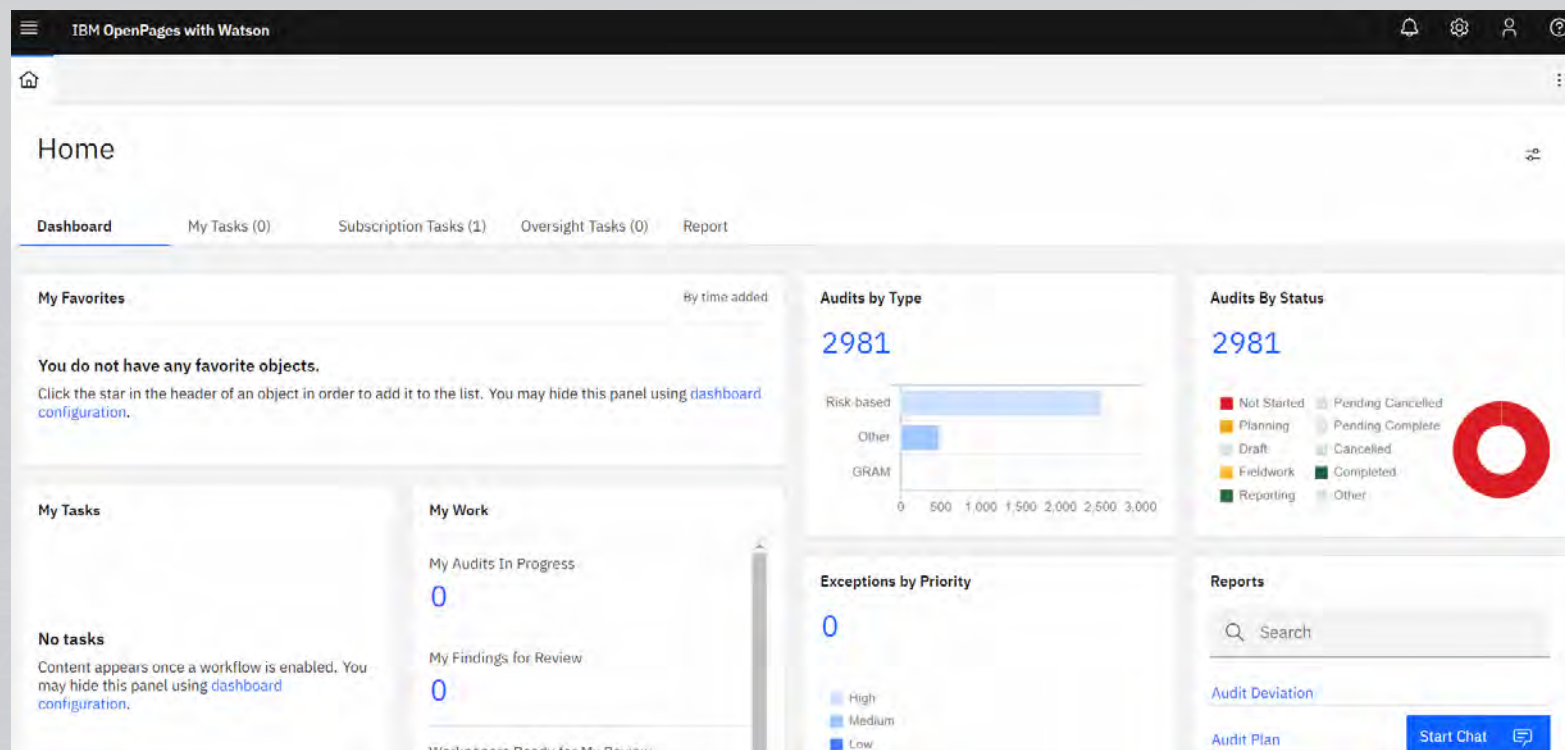 IBM OpenPages with Watson
Home
Dashboard
My Tasks (0)
Subscription Tasks (1)
Oversight Tasks (0)
Report
My Favorites
By time added
You do not have any favorite objects.
Click the star in the header of an object in order to add it to the list. You may hide this panel using dashboard
configuration.
My Tasks
No tasks
Content appears once a workflow is enabled. You
may hide this panel using dashboard
configuration.
My Work
My Audits In Progress
0
My Findings for Review
0
Workpapers Ready for My Review
Audits by Type
2981
Risk-based
Other
GRAM
0 500 1,000 1,500 2,000 2,500 3,000
Audits By Status
2981
Not Started
Planning
Draft
Fieldwork
Reporting
Pending Cancelled
Pending Complete
Cancelled
Completed
Other
Exceptions by Priority
0
High
Medium
Low
Reports
Search
Audit Deviation
Audit Plan
Start Chat